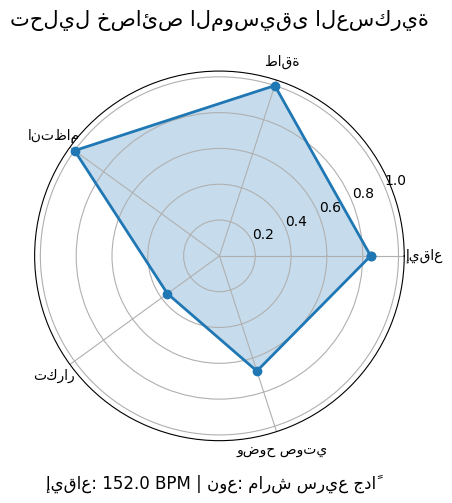 تحليل خصائص الموسيقى العسكرية
طاقة
انتظام
1.0
0.8
0.6
0.4
0.2
إيقاع
تكرار
وضوح صوتي
إيقاع: 152.0 BPM | نوع: مارش سريع جداً